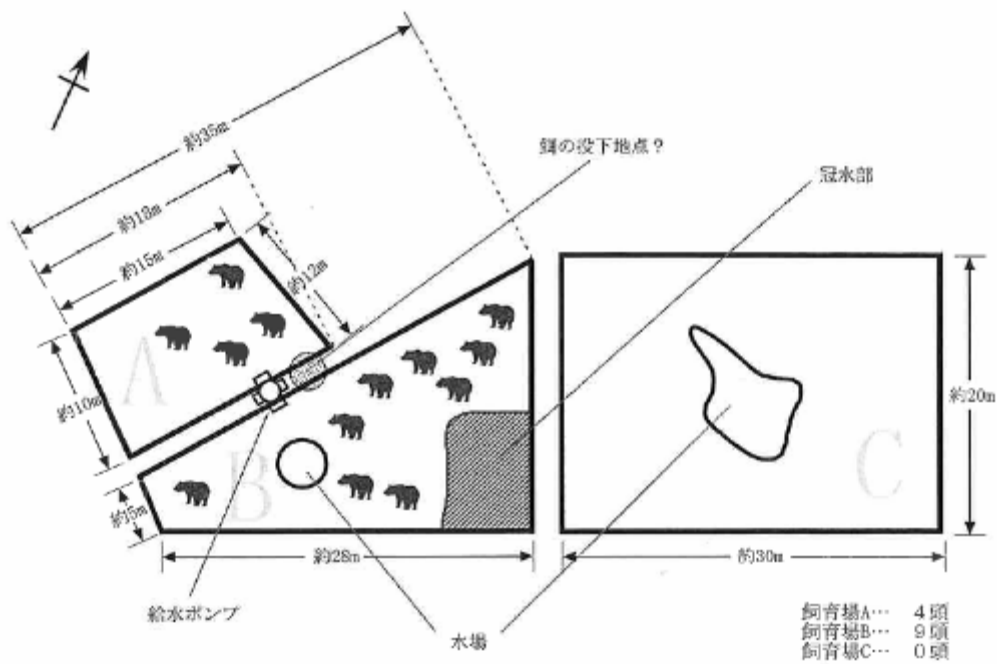 約35m
約18m
約15m
約12m
約10m
約5m
餌の投下地点？
冠水部
A
B
C
約20m
約28m
約30m
給水ポンプ
水場
飼育場A… 4頭
飼育場B… 9頭
飼育場C… 0頭